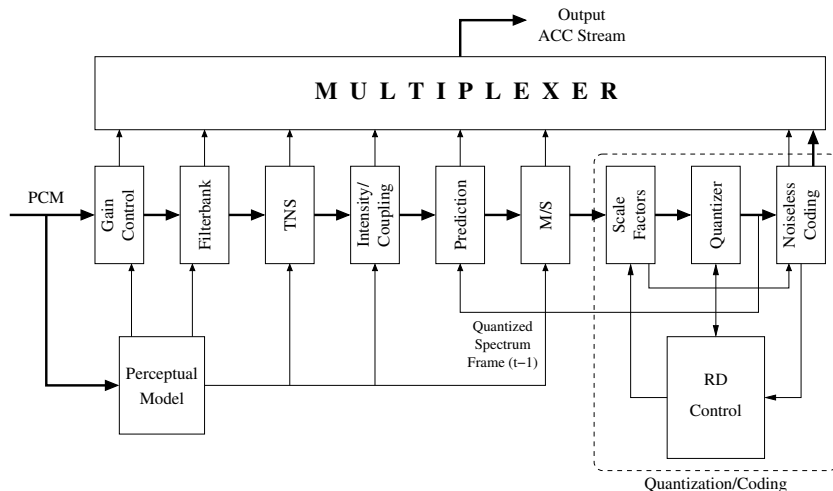 Output
ACC Stream
M U L T I P L E X E R
PCM
Gain
Control
Filterbank
TNS
Intensity/
Coupling
Prediction
M/S
Scale
Factors
Quantizer
Noiseless
Coding
Quantized
Spectrum
Frame (t−1)
Perceptual
Model
RD
Control
Quantization/Coding